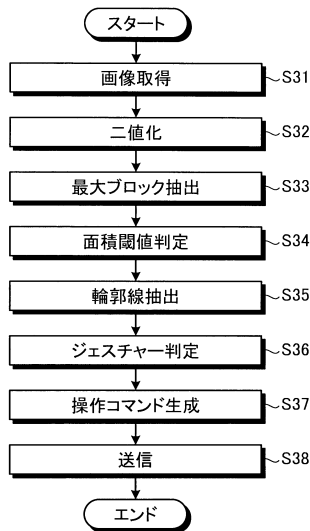 スタート
画像取得 S31
二値化 S32
最大ブロック抽出 S33
面積閾値判定 S34
輪郭線抽出 S35
ジェスチャー判定 S36
操作コマンド生成 S37
送信 S38
エンド